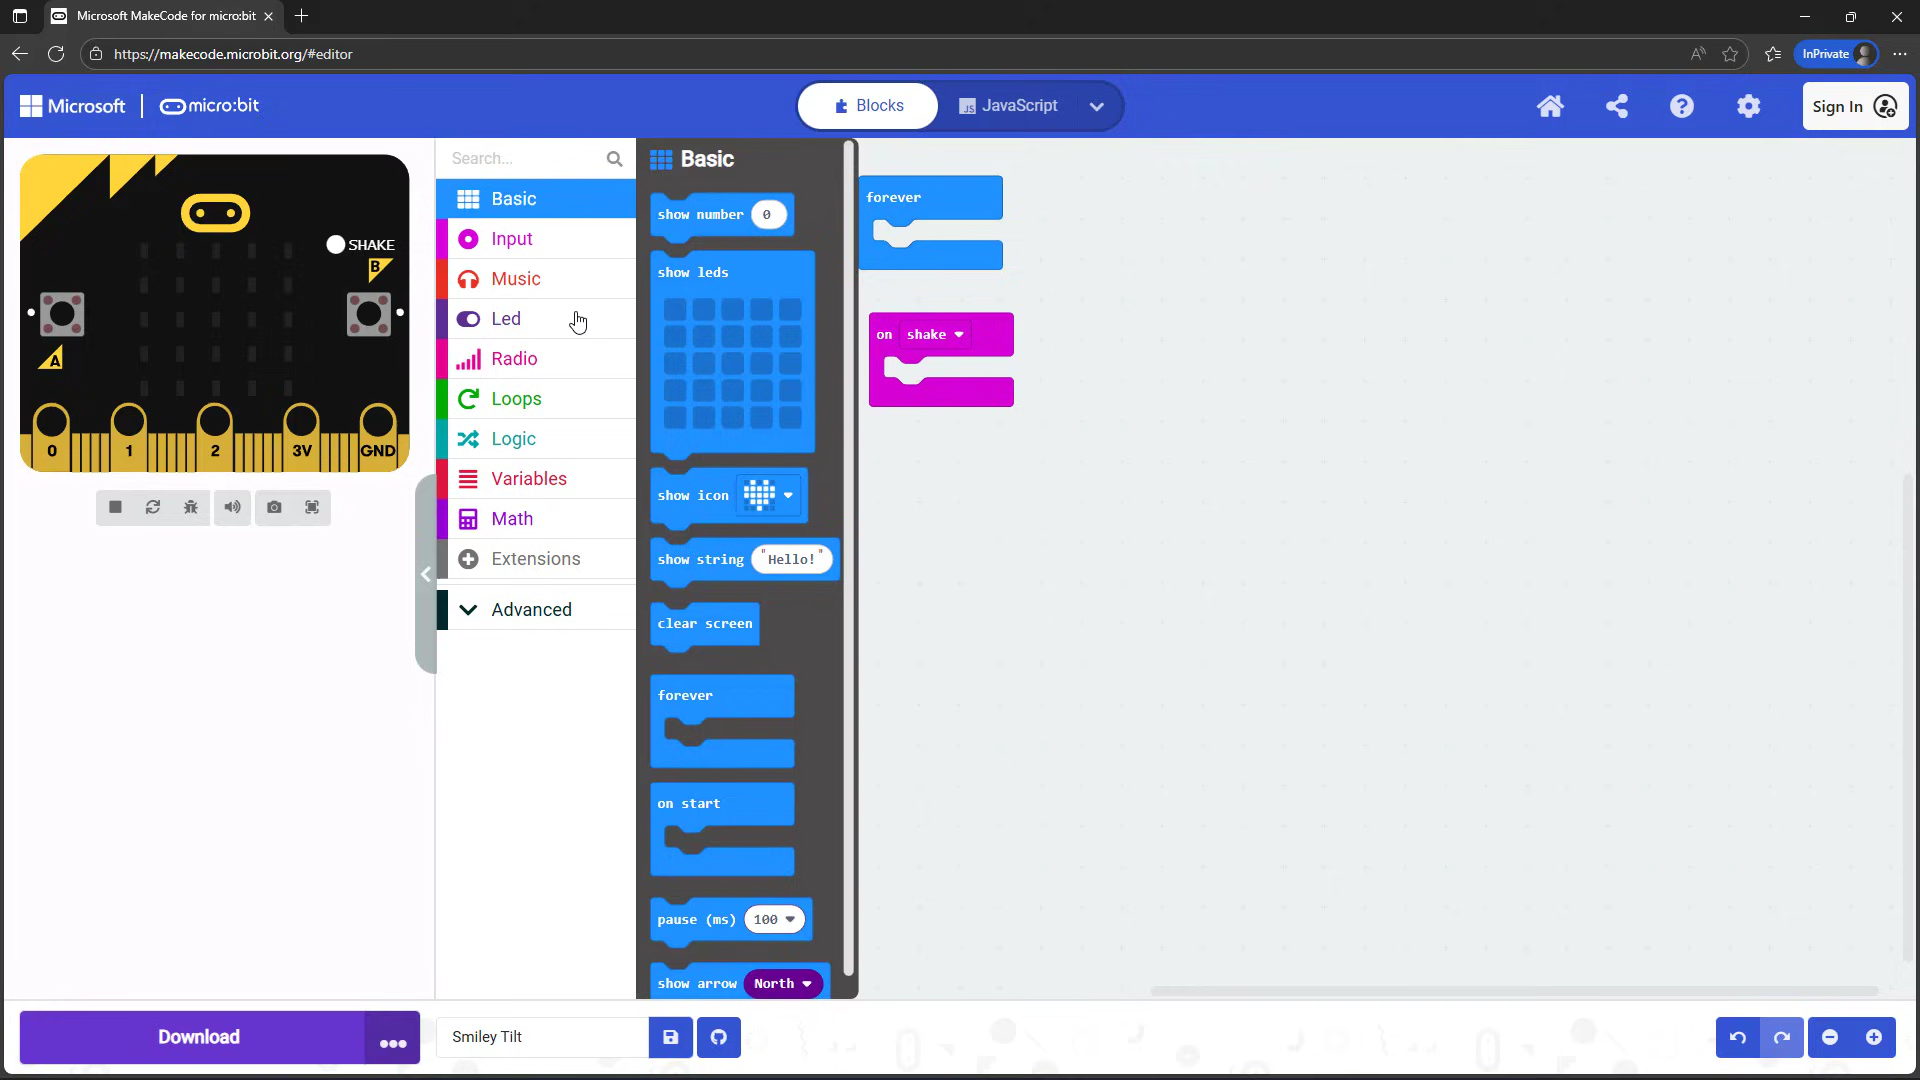 Microsoft MakeCode for micro:bit
https://makecode.microbit.org/#editor
InPrivate
Microsoft
micro:bit
Blocks
JS JavaScript
Sign In
SHAKE
B
A
0 1 2 3V GND
Search...
Basic
Input
Music
Led
Radio
Loops
Logic
Variables
Math
Extensions
Advanced
Basic
show number 0
show leds
show icon
show string "Hello!"
clear screen
forever
on start
pause (ms) 100
show arrow North
forever
on shake
Download
Smiley Tilt